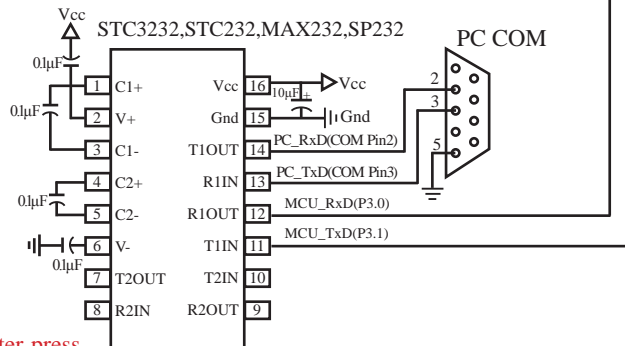 Vcc
STC3232,STC232,MAX232,SP232
PC COM
0.1µF
1 C1+ Vcc 16 Vcc
0.1µF
10µF +
2 V+ Gnd 15 Gnd
3 C1- T1OUT 14 PC_RxD(COM Pin2)
4 C2+ R1IN 13 PC_TxD(COM Pin3)
0.1µF
5 C2- R1OUT 12 MCU_RxD(P3.0)
6 V- T1IN 11 MCU_TxD(P3.1)
0.1µF
7 T2OUT T2IN 10
8 R2IN R2OUT 9
2
3
5
press